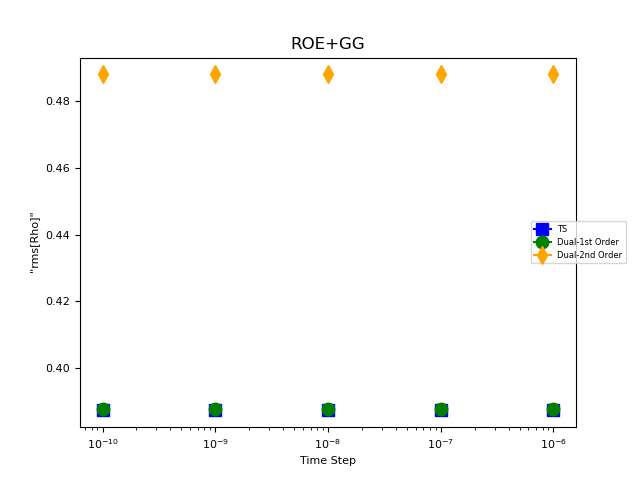 ROE+GG
0.48
0.46
0.44
0.42
0.40
"rms[Rho]"
TS
Dual-1st Order
Dual-2nd Order
10⁻¹⁰ 10⁻⁹ 10⁻⁸ 10⁻⁷ 10⁻⁶
Time Step